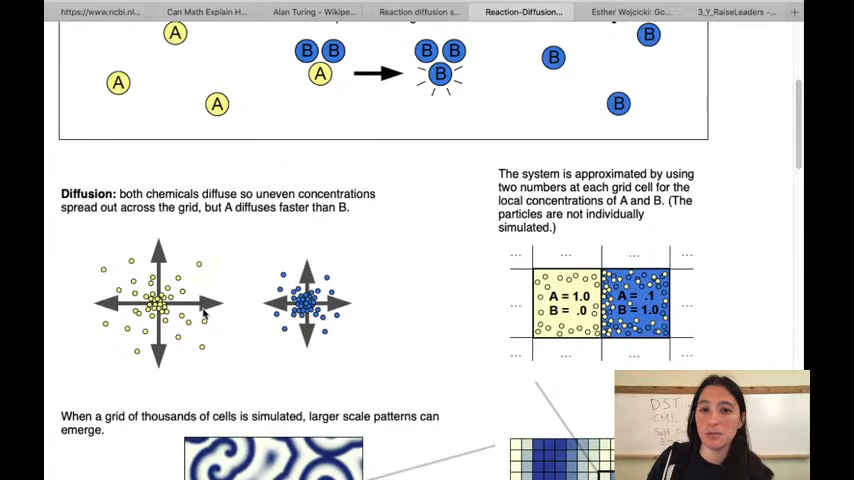 https://www.ncbi.nl...
Can Math Explain H...
Alan Turing – Wikipe...
Reaction diffusion s...
Reaction-Diffusion...
Esther Wojcicki: Go...
3_Y_RaiseLeaders -...
A
A
A
B B
A
B B
B
B
B
B
Diffusion: both chemicals diffuse so uneven concentrations
spread out across the grid, but A diffuses faster than B.
The system is approximated by using
two numbers at each grid cell for the
local concentrations of A and B. (The
particles are not individually
simulated.)
... ... ...
... A = 1.0 A = .1 ...
B = .0 B = 1.0
... ... ...
When a grid of thousands of cells is simulated, larger scale patterns can
emerge.
DST
CML